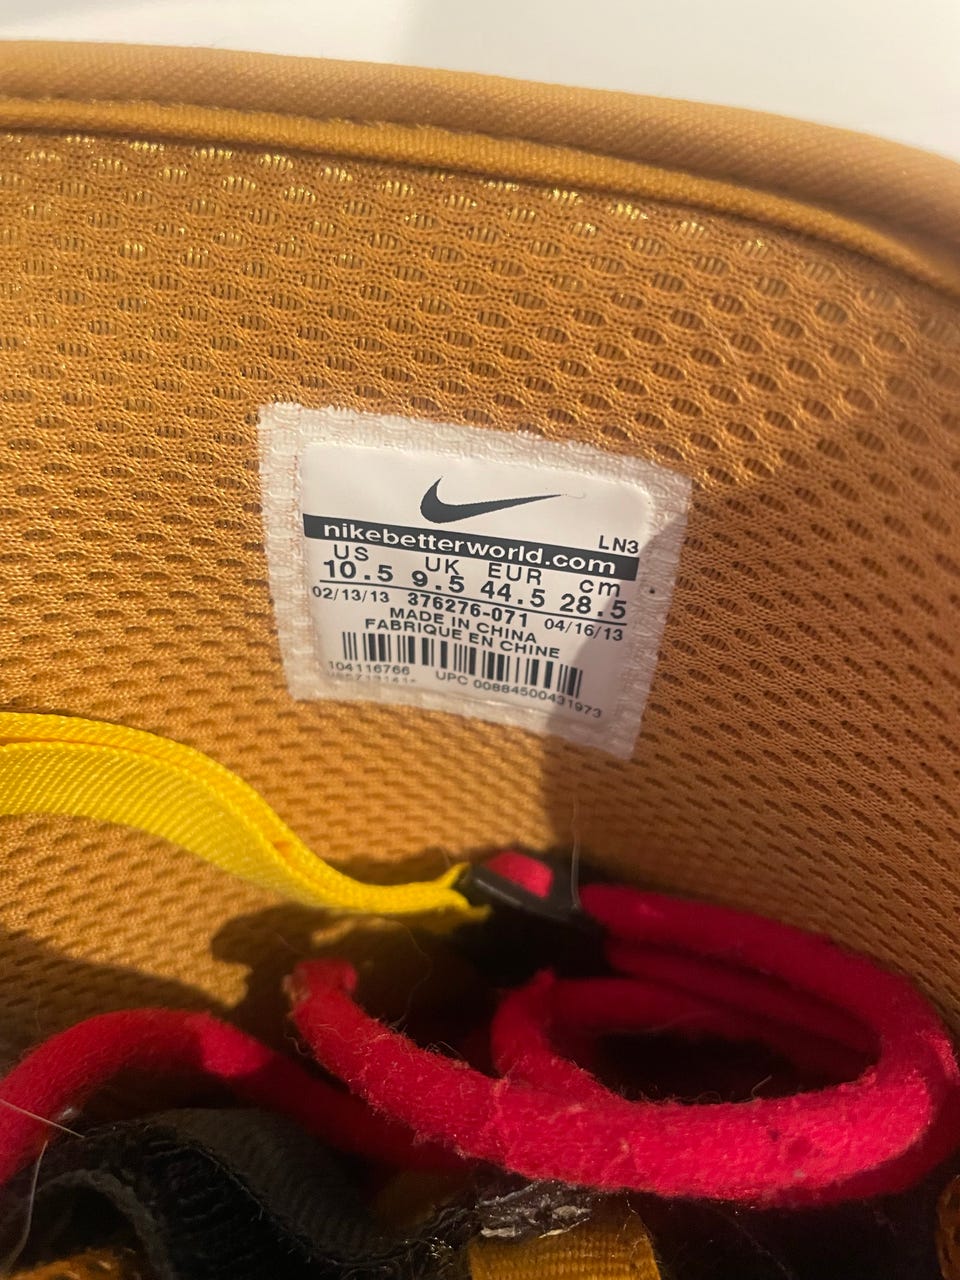 LN3
nikebetterworld.com
US UK EUR cm
10.5 9.5 44.5 28.5
02/13/13 376276-071 04/16/13
MADE IN CHINA
FABRIQUE EN CHINE
104116766
UPC 00884500431973